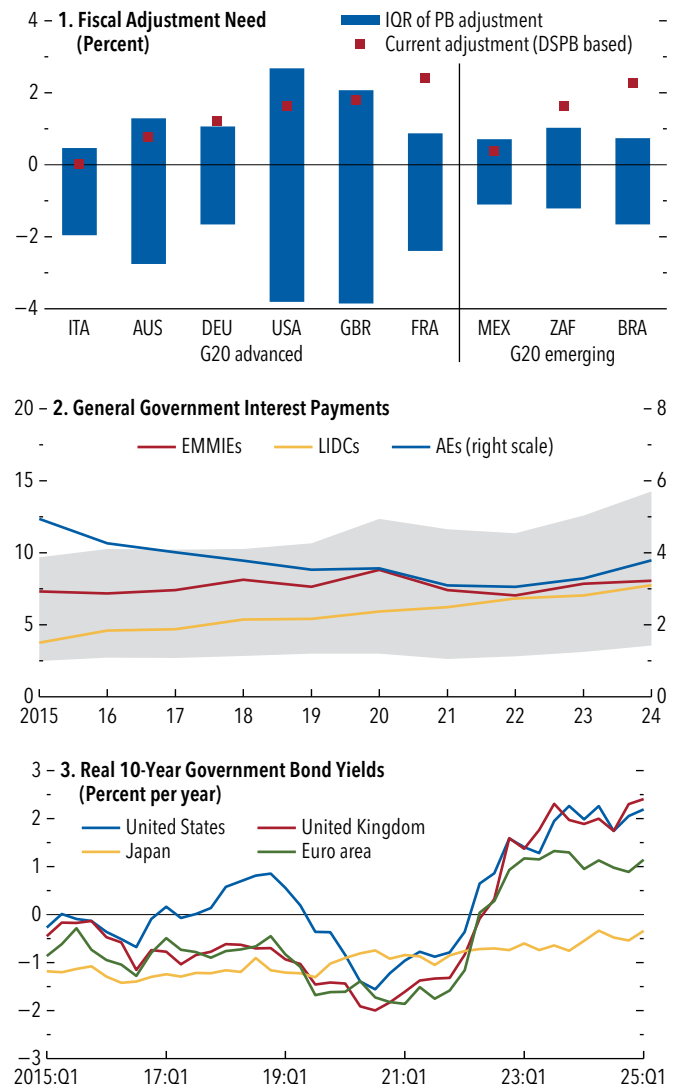 1. Fiscal Adjustment Need
(Percent)
IQR of PB adjustment
Current adjustment (DSPB based)
4
2
0
−2
−4
4
2
0
−2
−4
ITA AUS DEU USA GBR FRA MEX ZAF BRA
G20 advanced G20 emerging
2. General Government Interest Payments
EMMIEs LIDCs AEs (right scale)
20
15
10
5
0
8
6
4
2
0
2015 16 17 18 19 20 21 22 23 24
3. Real 10-Year Government Bond Yields
(Percent per year)
United States United Kingdom
Japan Euro area
3
2
1
0
−1
−2
−3
2015:Q1 17:Q1 19:Q1 21:Q1 23:Q1 25:Q1